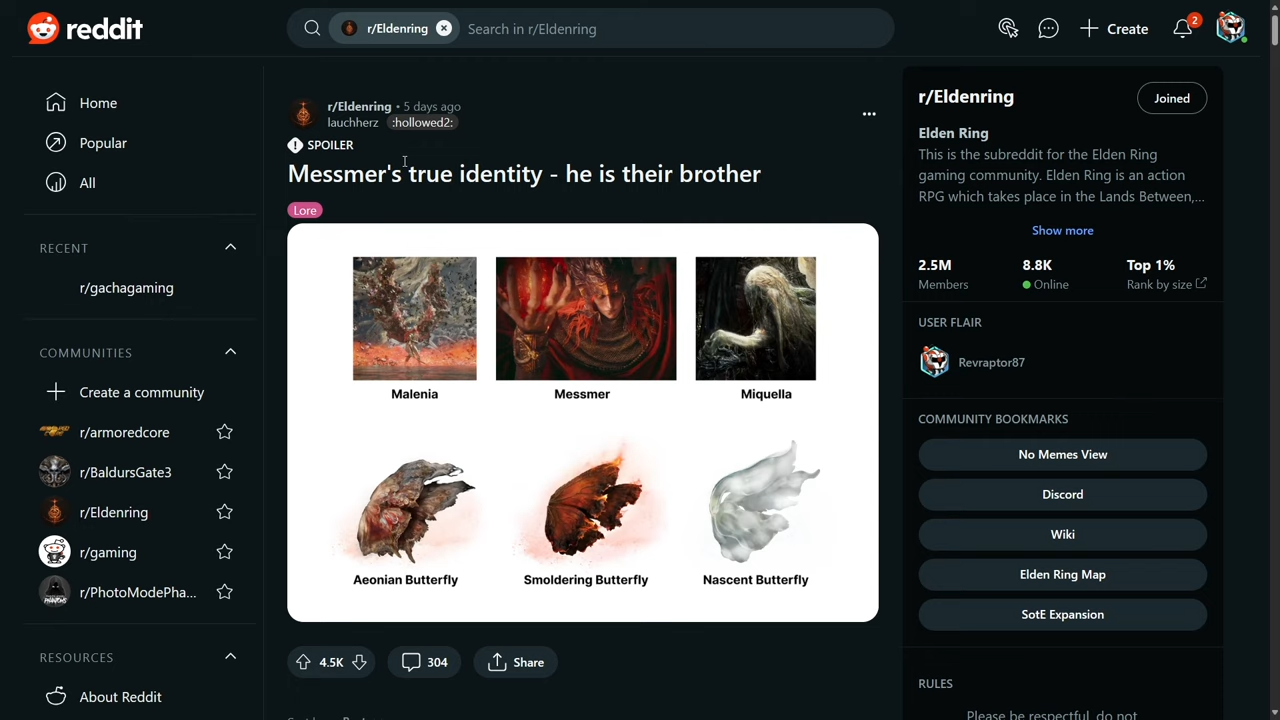 reddit
r/Eldenring
Search in r/Eldenring
Create
2
Home
Popular
All
RECENT
r/gachagaming
COMMUNITIES
Create a community
r/armoredcore
r/BaldursGate3
r/Eldenring
r/gaming
r/PhotoModePha...
RESOURCES
About Reddit
r/Eldenring • 5 days ago
lauchherz :hollowed2:
SPOILER
Messmer's true identity - he is their brother
Lore
Malenia
Messmer
Miquella
Aeonian Butterfly
Smoldering Butterfly
Nascent Butterfly
4.5K
304
Share
r/Eldenring
Joined
Elden Ring
This is the subreddit for the Elden Ring
gaming community. Elden Ring is an action
RPG which takes place in the Lands Between,...
Show more
2.5M
Members
8.8K
Online
Top 1%
Rank by size
USER FLAIR
Revraptor87
COMMUNITY BOOKMARKS
No Memes View
Discord
Wiki
Elden Ring Map
SotE Expansion
RULES
Please be respectful, do not